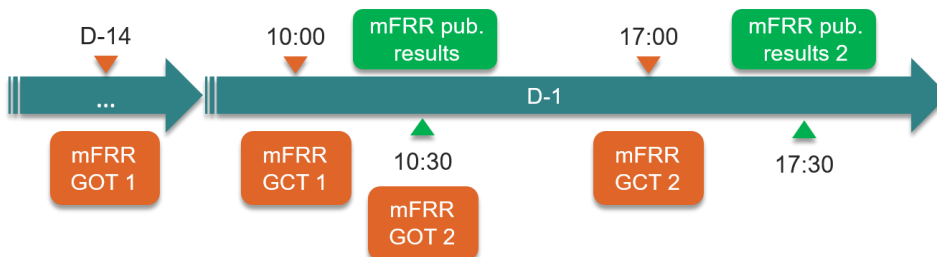 D-14
10:00
mFRR pub.
results
17:00
mFRR pub.
results 2
...
D-1
mFRR
GOT 1
mFRR
GCT 1
10:30
mFRR
GOT 2
mFRR
GCT 2
17:30